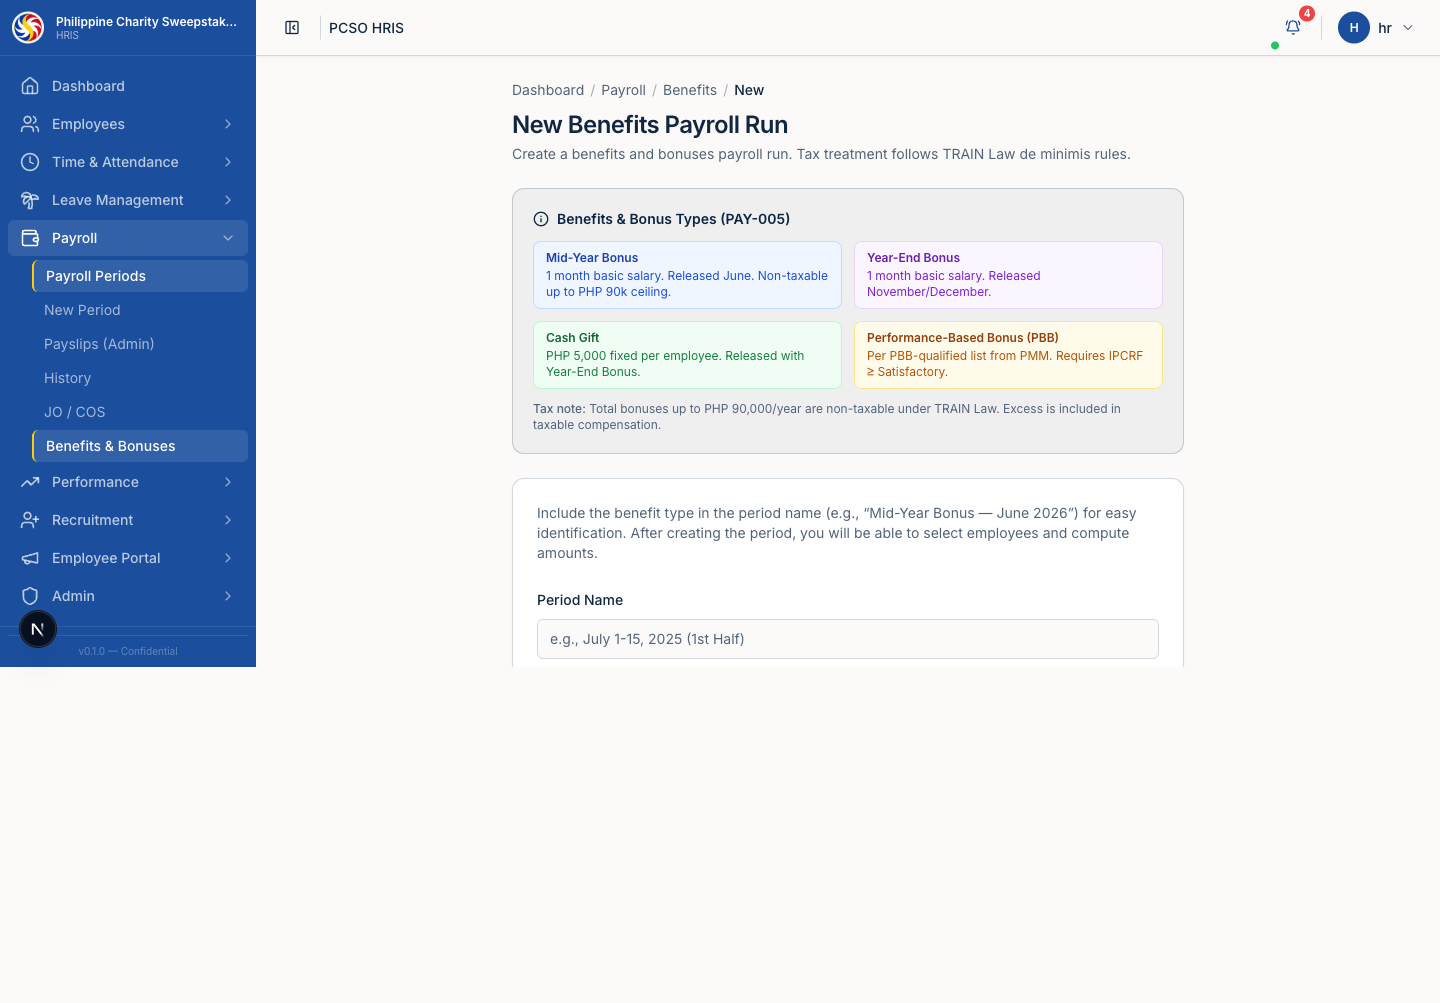 Philippine Charity Sweepstak...
HRIS
Dashboard
Employees
Time & Attendance
Leave Management
Payroll
Payroll Periods
New Period
Payslips (Admin)
History
JO / COS
Benefits & Bonuses
Performance
Recruitment
Employee Portal
Admin
N
v0.1.0 — Confidential
PCSO HRIS
4
H
hr
Dashboard / Payroll / Benefits / New
New Benefits Payroll Run
Create a benefits and bonuses payroll run. Tax treatment follows TRAIN Law de minimis rules.
Benefits & Bonus Types (PAY-005)
Mid-Year Bonus
1 month basic salary. Released June. Non-taxable
up to PHP 90k ceiling.
Year-End Bonus
1 month basic salary. Released
November/December.
Cash Gift
PHP 5,000 fixed per employee. Released with
Year-End Bonus.
Performance-Based Bonus (PBB)
Per PBB-qualified list from PMM. Requires IPCRF
≥ Satisfactory.
Tax note: Total bonuses up to PHP 90,000/year are non-taxable under TRAIN Law. Excess is included in
taxable compensation.
Include the benefit type in the period name (e.g., “Mid-Year Bonus — June 2026”) for easy
identification. After creating the period, you will be able to select employees and compute
amounts.
Period Name
e.g., July 1-15, 2025 (1st Half)